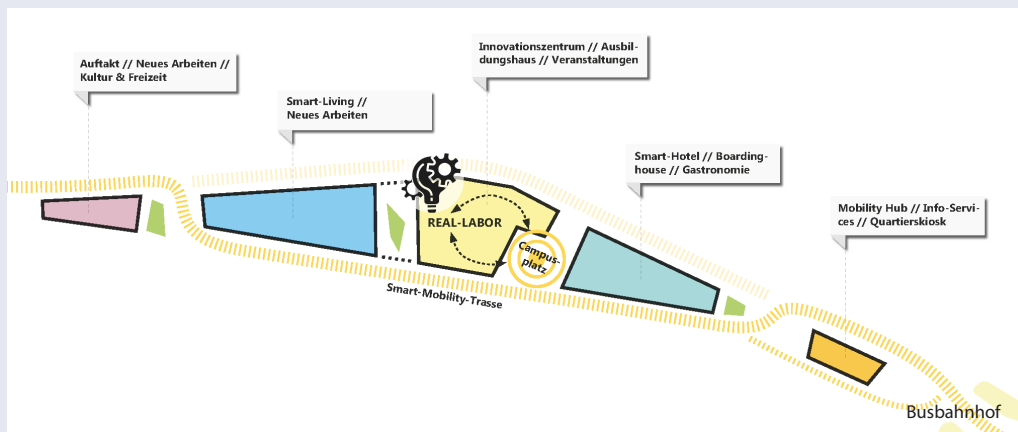 Auftakt // Neues Arbeiten //
Kultur & Freizeit
Smart-Living //
Neues Arbeiten
Innovationszentrum // Ausbil-
dungshaus // Veranstaltungen
Smart-Hotel // Boarding-
house // Gastronomie
Mobility Hub // Info-Servi-
ces // Quartierskiosk
REAL-LABOR
Campus-
platz
Smart-Mobility-Trasse
Busbahnhof